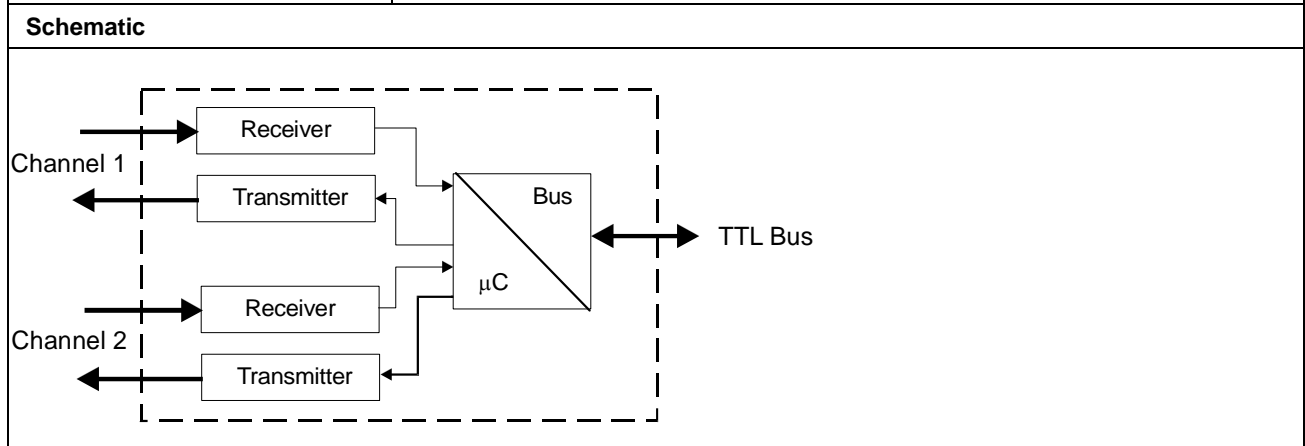 Schematic
Receiver
Channel 1
Transmitter
Bus
TTL Bus
μC
Receiver
Channel 2
Transmitter